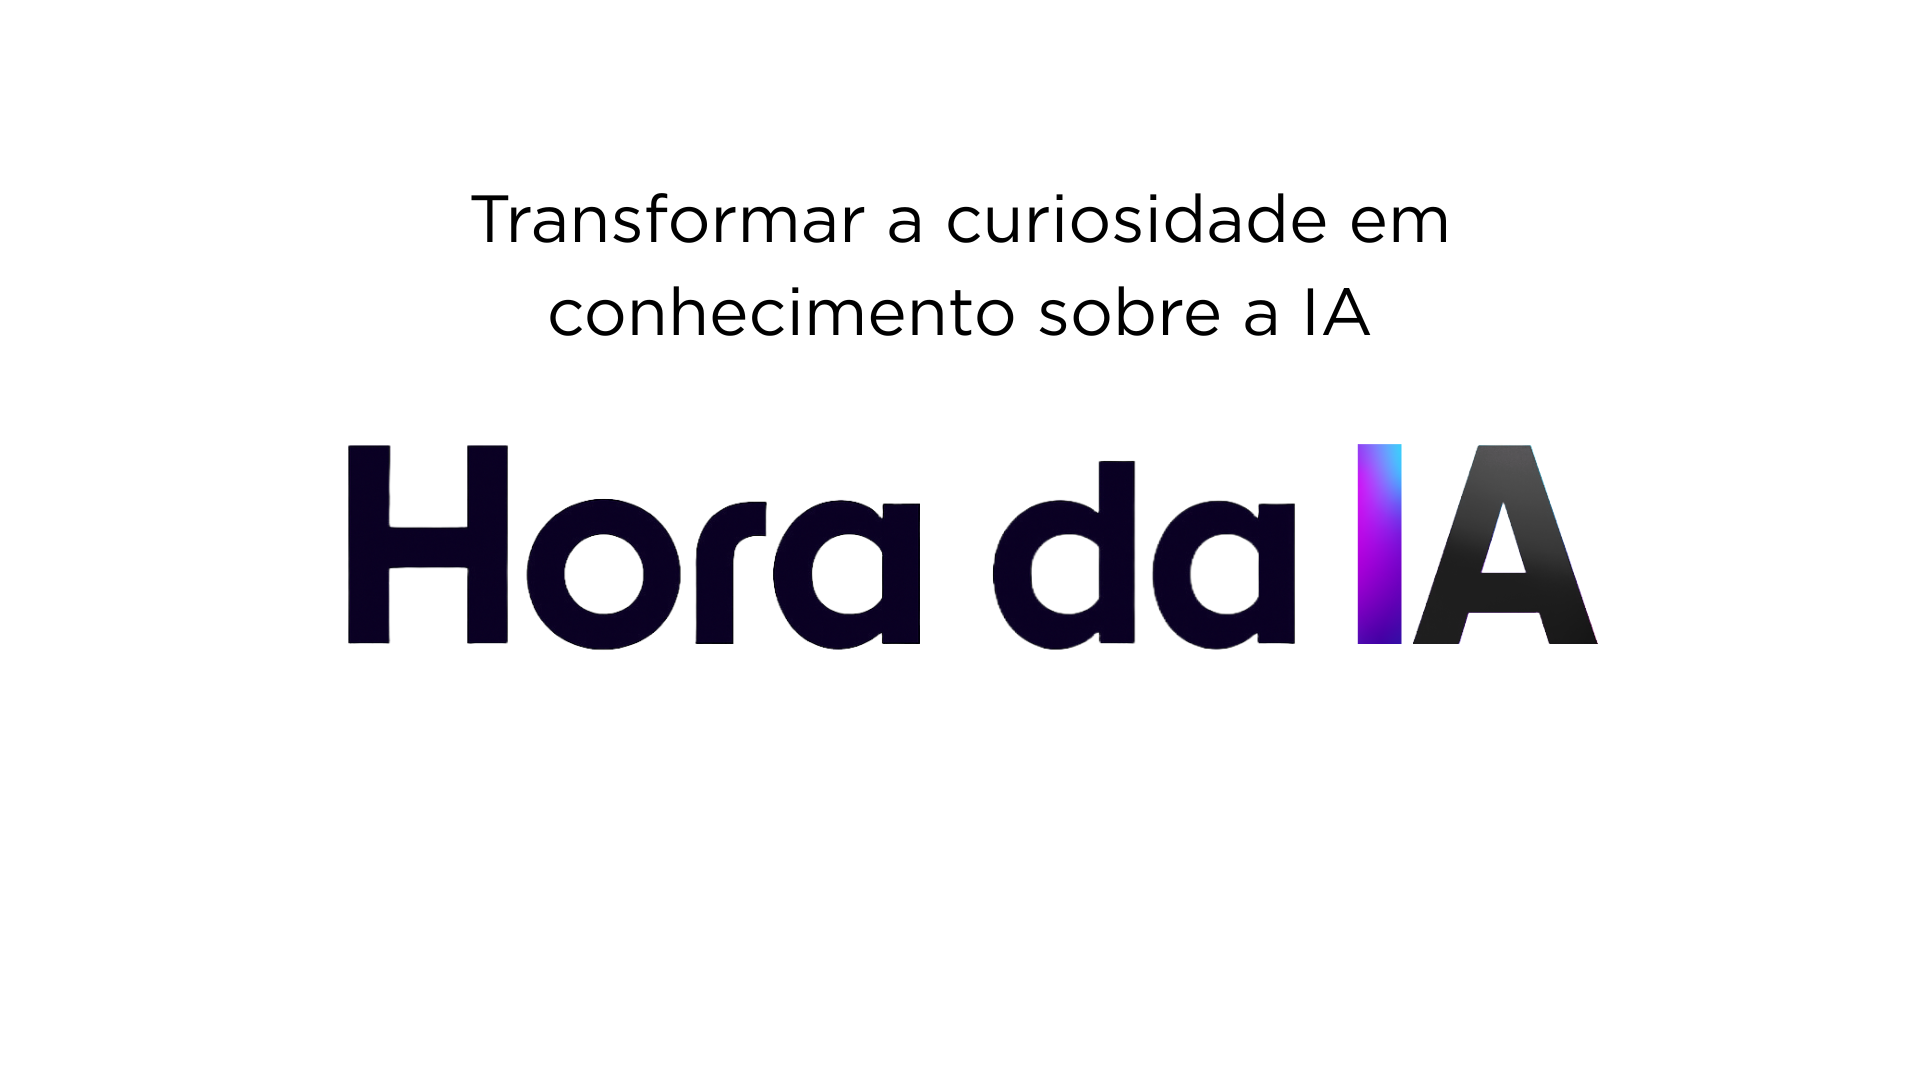 Transformar a curiosidade em
conhecimento sobre a IA
Hora da IA